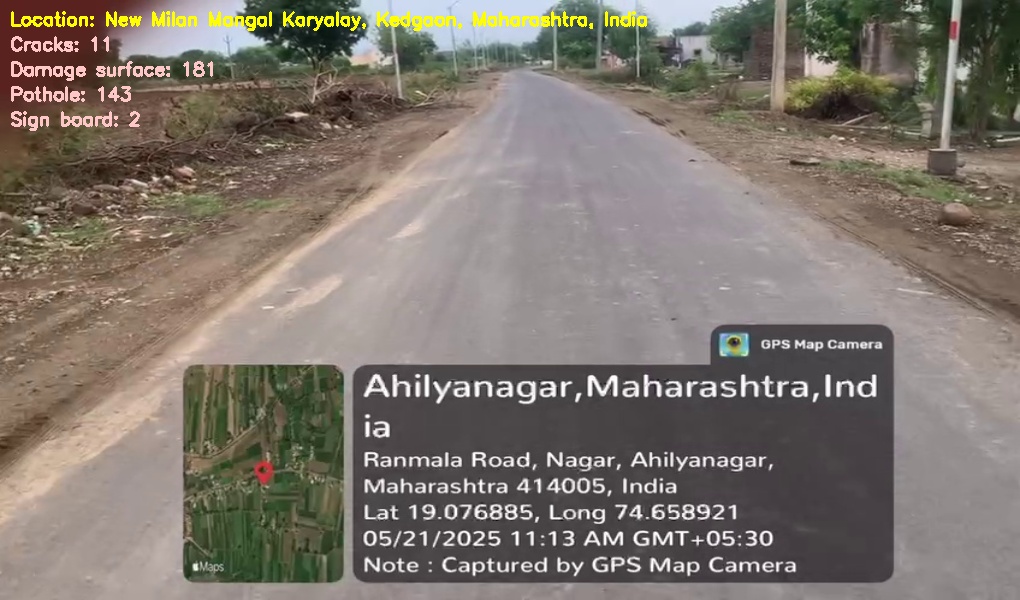 Location: New Milan Mangal Karyalay, Kedgaon, Maharashtra, India
Cracks: 11
Damage surface: 181
Pothole: 143
Sign board: 2
GPS Map Camera
Ahilyanagar,Maharashtra,Ind
ia
Ranmala Road, Nagar, Ahilyanagar,
Maharashtra 414005, India
Lat 19.076885, Long 74.658921
05/21/2025 11:13 AM GMT+05:30
Note : Captured by GPS Map Camera
Maps